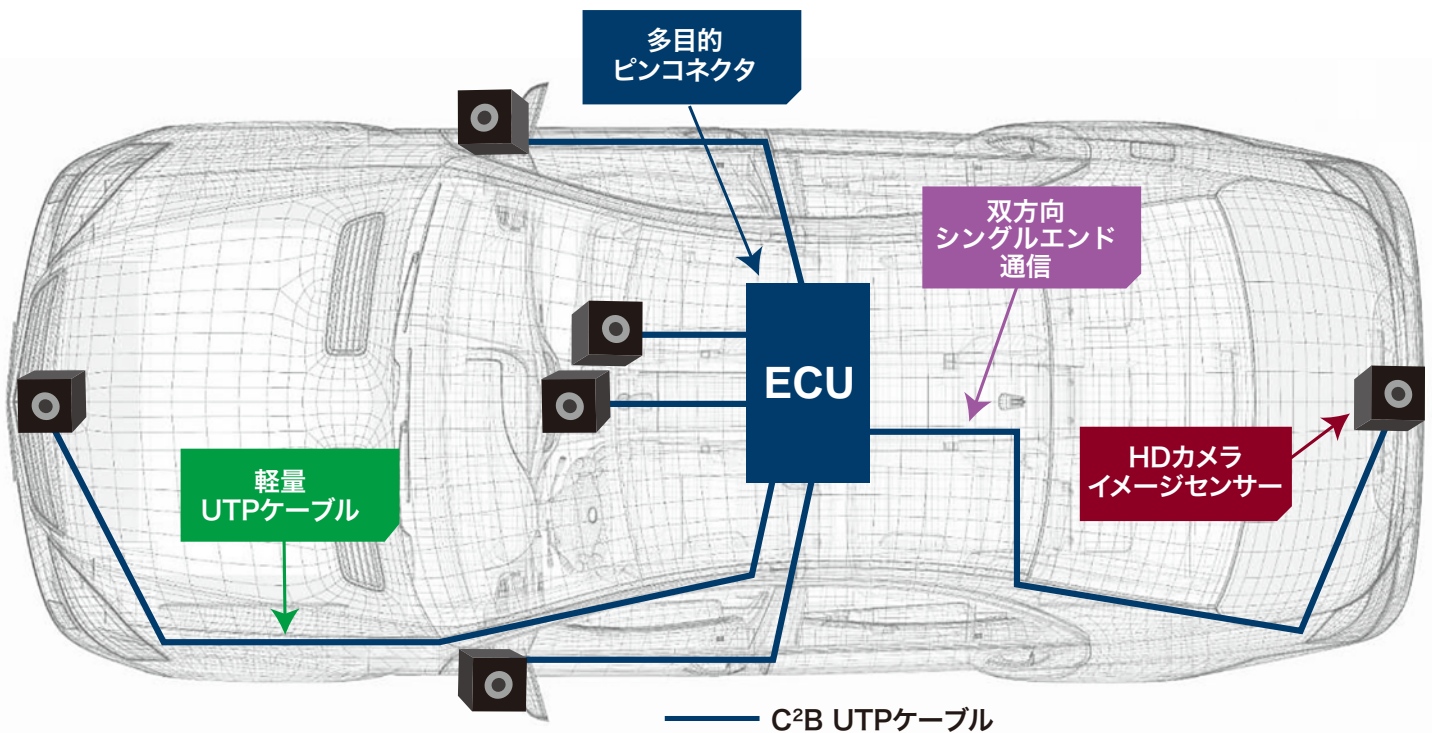 多目的
ピンコネクタ
双方向
シングルエンド
通信
ECU
HDカメラ
イメージセンサー
軽量
UTPケーブル
C²B UTPケーブル